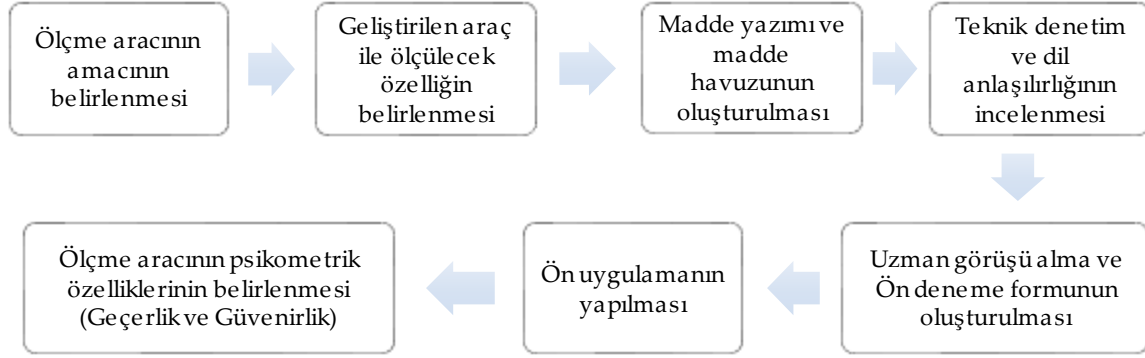 Ölçme aracının
amacının
belirlenmesi
Geliştirilen araç
ile ölçülecek
özelliğin
belirlenmesi
Madde yazımı ve
madde
havuzunun
oluşturulması
Teknik denetim
ve dil
anlaşılırlığının
incelenmesi
Uzman görüşü alma ve
Ön deneme formunun
oluşturulması
Ön uygulamanın
yapılması
Ölçme aracının psikometrik
özelliklerinin belirlenmesi
(Geçerlik ve Güvenirlik)